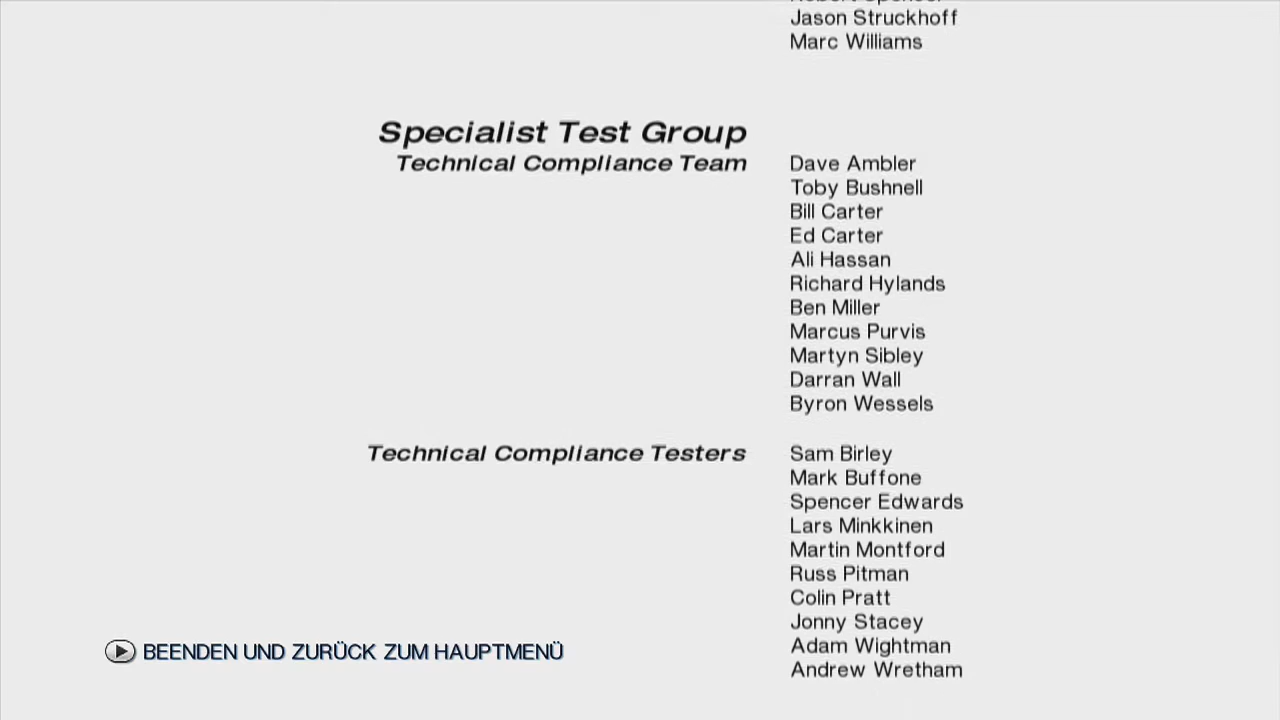 Jason Struckhoff
Marc Williams
Specialist Test Group
Technical Compliance Team
Dave Ambler
Toby Bushnell
Bill Carter
Ed Carter
Ali Hassan
Richard Hylands
Ben Miller
Marcus Purvis
Martyn Sibley
Darran Wall
Byron Wessels
Technical Compliance Testers
Sam Birley
Mark Buffone
Spencer Edwards
Lars Minkkinen
Martin Montford
Russ Pitman
Colin Pratt
Jonny Stacey
Adam Wightman
Andrew Wretham
BEENDEN UND ZURÜCK ZUM HAUPTMENÜ